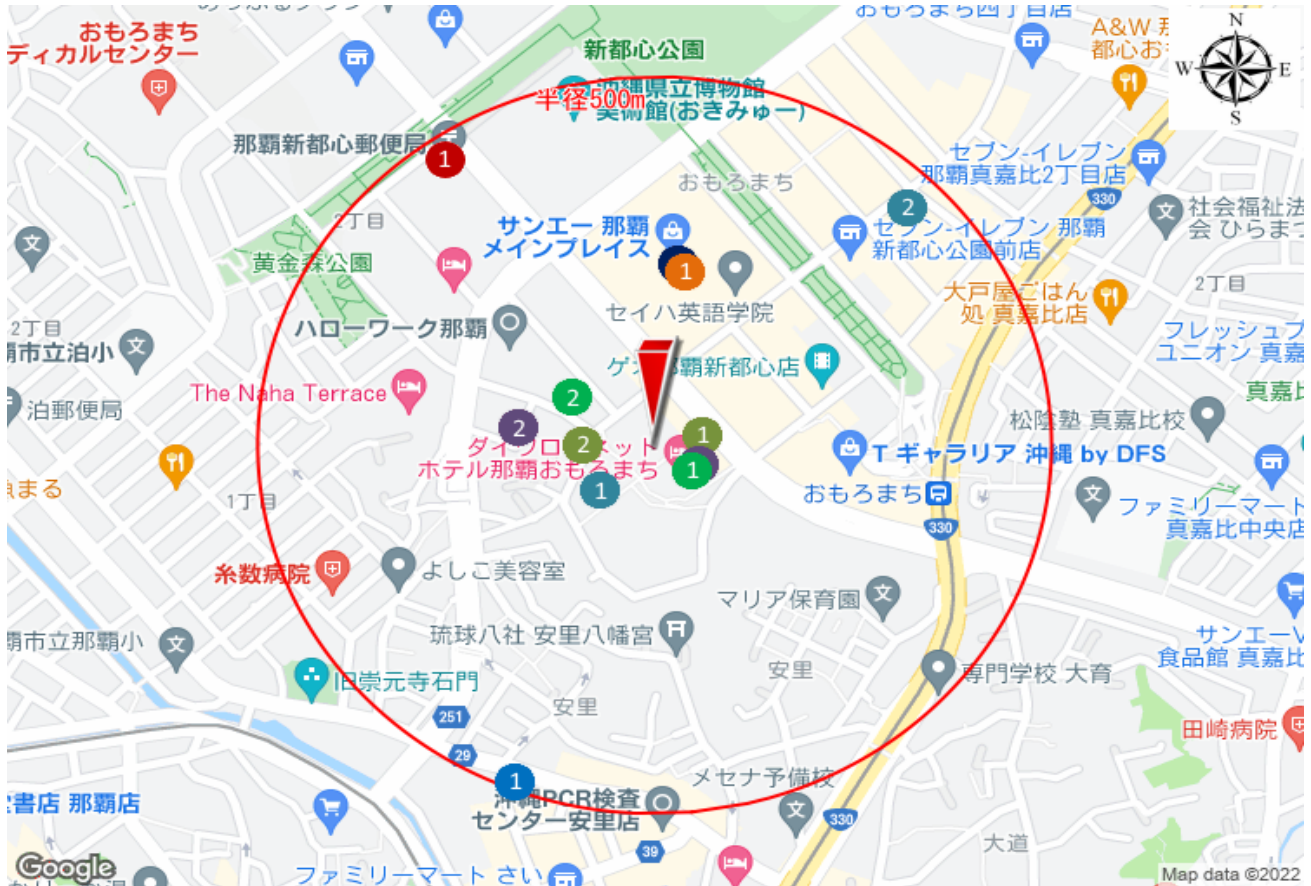 おもろまち
ディカルセンター
新都心公園
おもろまち四丁目店
A&W 那
都心お
N
W E
S
半径500m
沖縄県立博物館
美術館(おきみゅー)
那覇新都心郵便局
1
セブン-イレブン
那覇真嘉比2丁目店
330
おもろまち
2
社会福祉法
会 ひらまつ
2丁目
サンエー 那覇
メインプレイス
セブン-イレブン 那覇
新都心公園前店
黄金森公園
1
セイハ英語学院
大戸屋ごはん
処 真嘉比店
2丁目
2丁目
覇市立泊小
ハローワーク那覇
フレッシュプ
ユニオン 真嘉
覇新都心店
The Naha Terrace
泊郵便局
2
真嘉比
松陰塾 真嘉比校
2
2
1
ホテル那覇おもろまち
1
T ギャラリア 沖縄 by DFS
魚まる
1丁目
1
おもろまち
330
ファミリーマート
真嘉比中央店
糸数病院
よしこ美容室
マリア保育園
覇市立那覇小
琉球八社 安里八幡宮
サンエーV
食品館 真嘉比
安里
専門学校 大育
旧崇元寺石門
251
安里
29
田崎病院
1
メセナ予備校
書店 那覇店
沖縄PCR検査
センター安里店
330
39
大道
Google
ファミリーマート さい
Map data ©2022